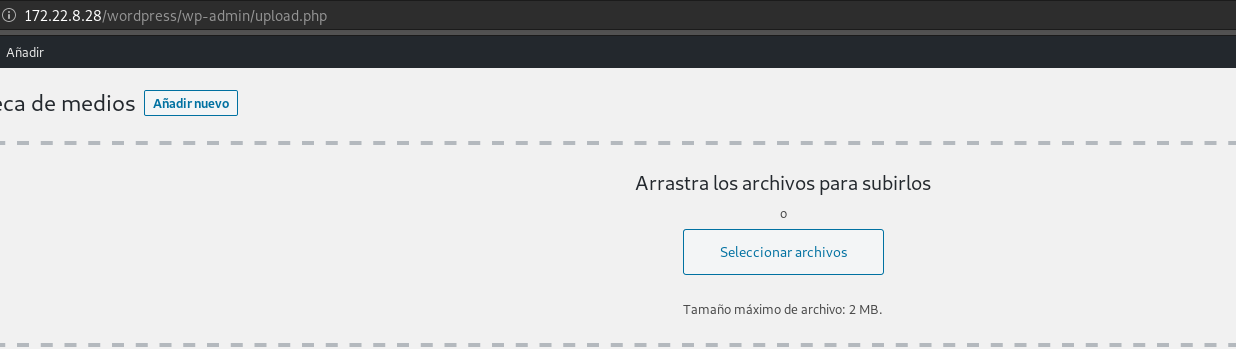 172.22.8.28/wordpress/wp-admin/upload.php
Añadir
eca de medios Añadir nuevo
Arrastra los archivos para subirlos
o
Seleccionar archivos
Tamaño máximo de archivo: 2 MB.